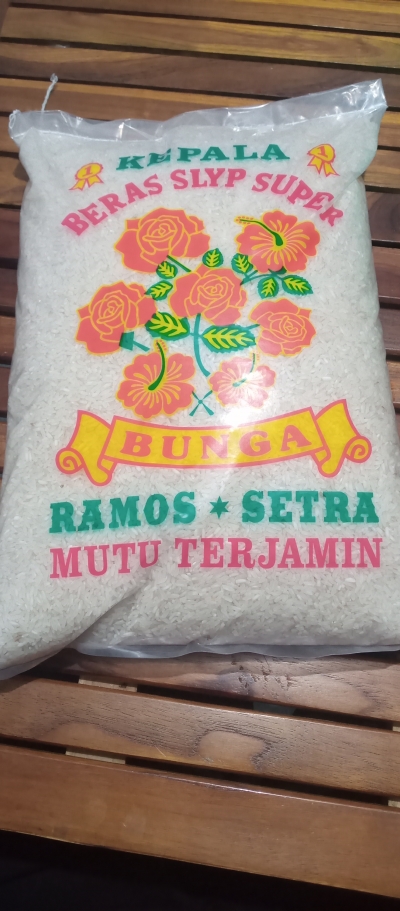 KEPALA
BERAS SLYP SUPER
BUNGA
RAMOS ★ SETRA
MUTU TERJAMIN